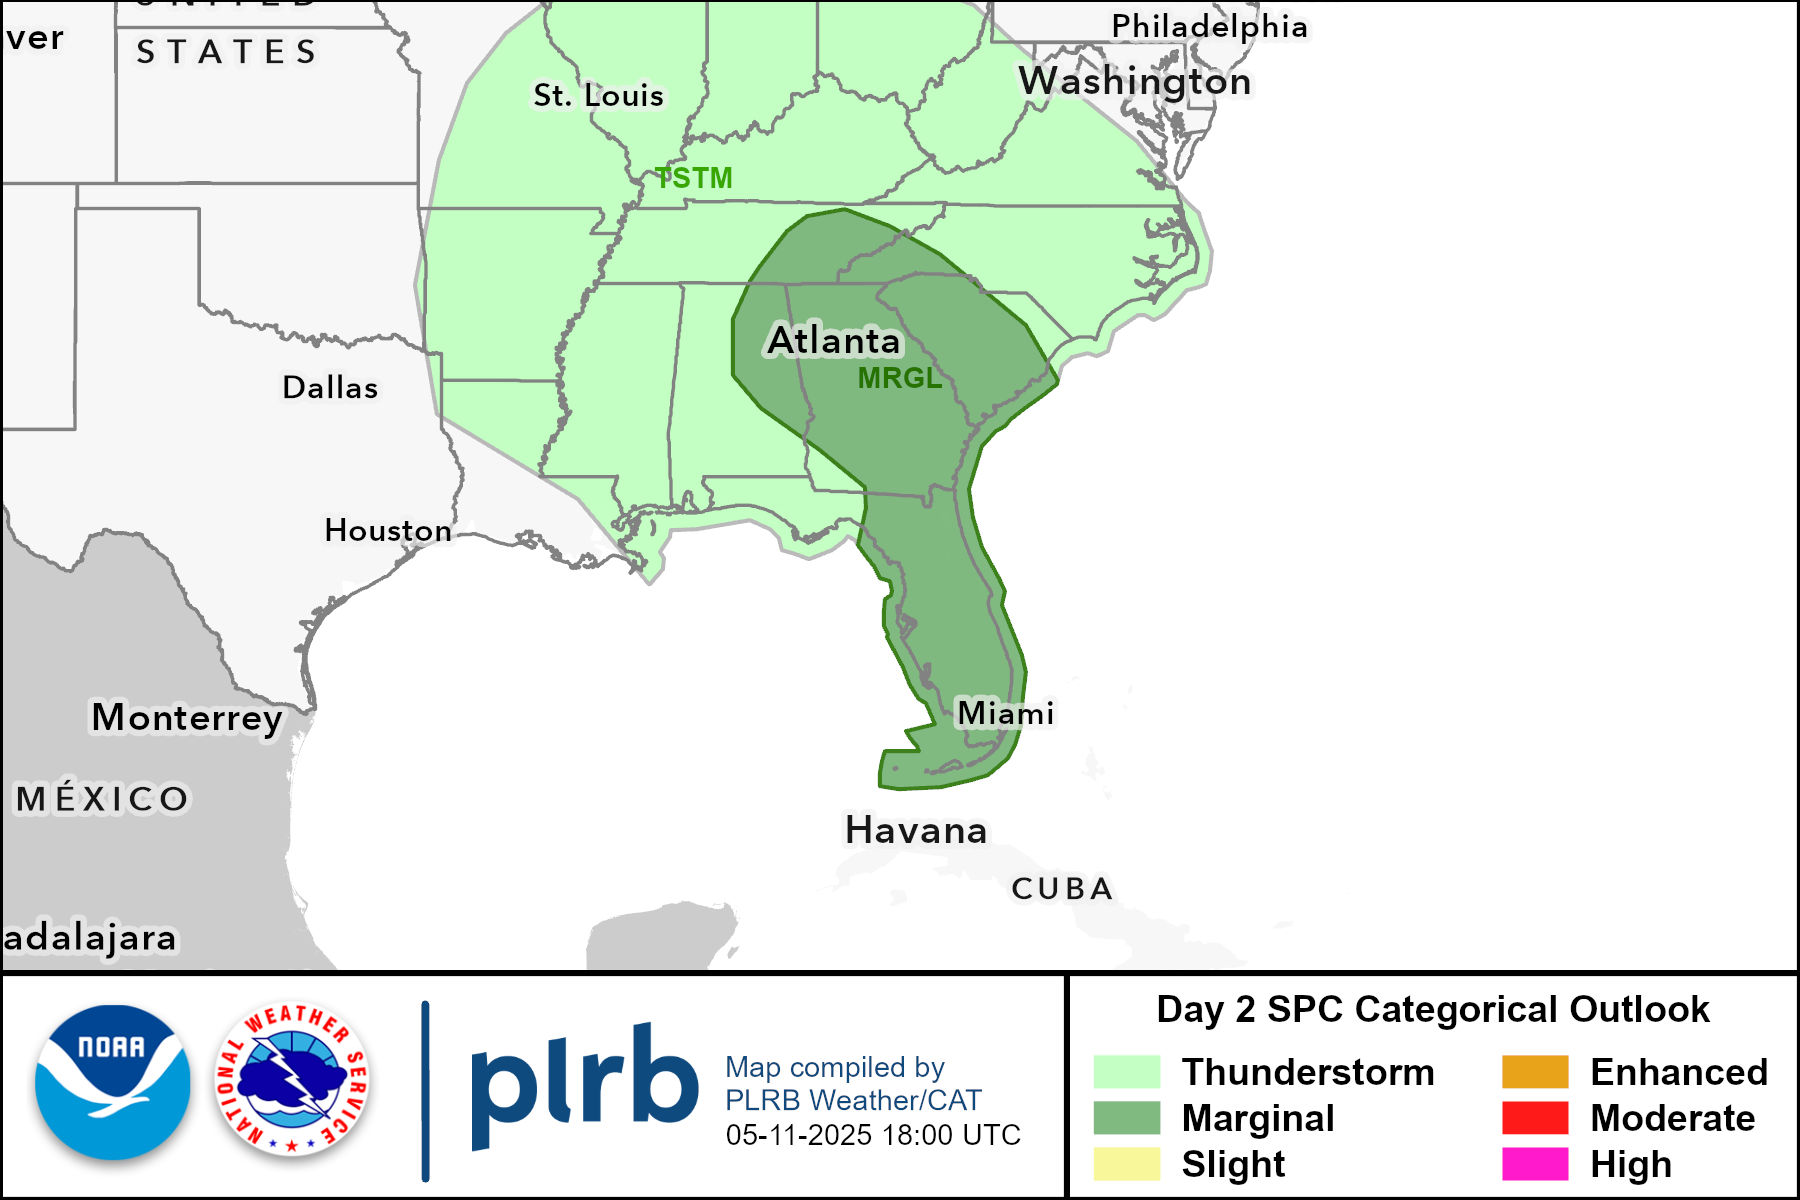 UNITED
STATES
ver
Philadelphia
Washington
St. Louis
TSTM
Atlanta
MRGL
Dallas
Houston
Monterrey
Miami
MÉXICO
Havana
CUBA
adalajara
NOAA
NATIONAL WEATHER SERVICE
plrb
Map compiled by
PLRB Weather/CAT
05-11-2025 18:00 UTC
Day 2 SPC Categorical Outlook
Thunderstorm
Enhanced
Marginal
Moderate
Slight
High